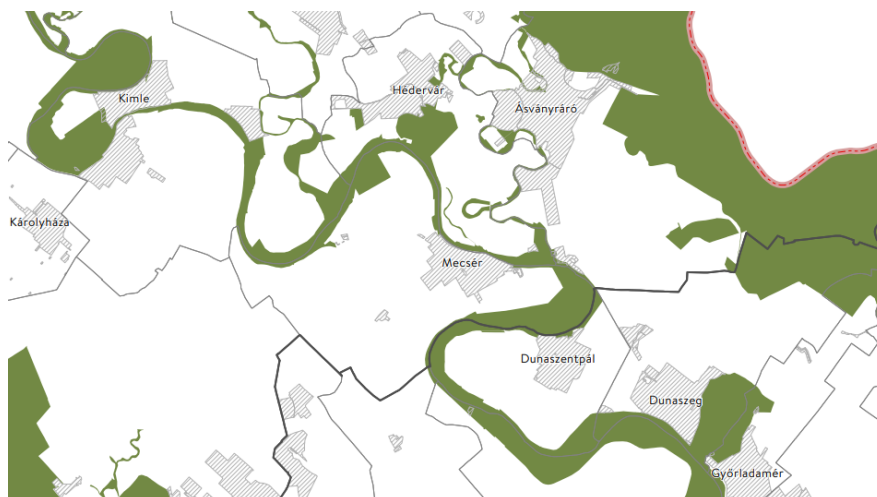 Kimle
Hédervár
Ásványráró
Károlyháza
Mecsér
Dunaszentpál
Dunaszeg
Győrladamér